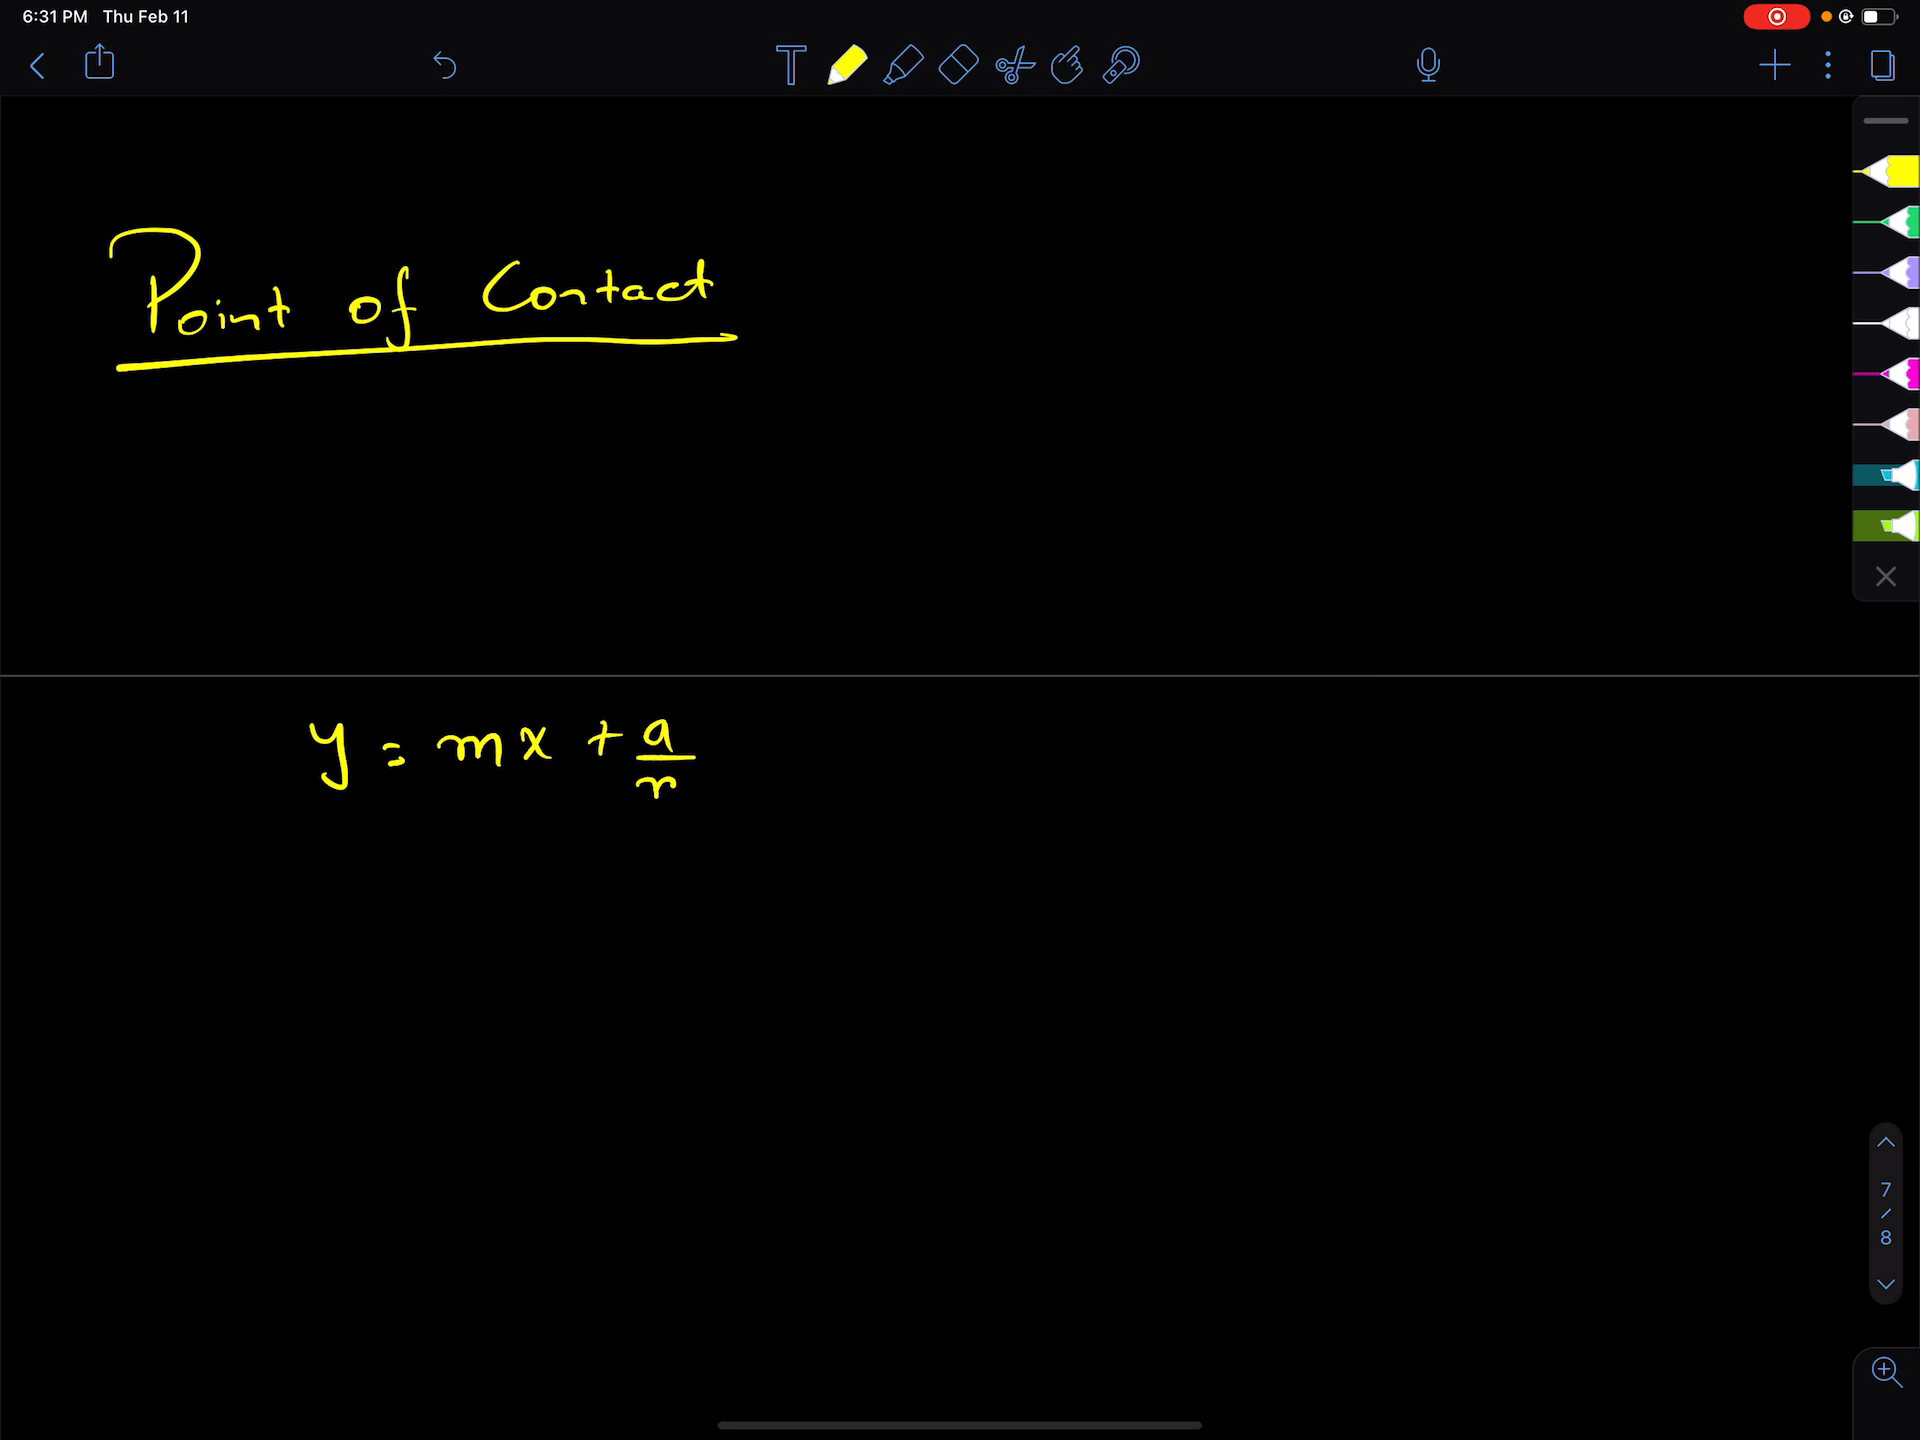 6:31 PM Thu Feb 11
T
Point of Contact
y = mx + a/r
7
/
8